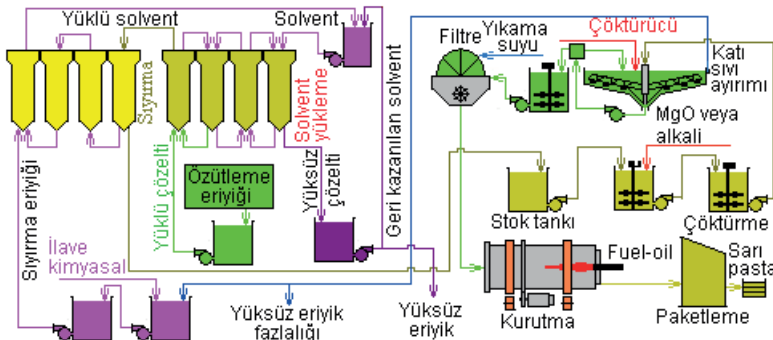 Yüklü solvent
Solvent
Sıyırma
Solvent
yükleme
Geri kazanılan solvent
Sıyırma eriyiği
Yüklü çözelti
Özütleme
eriyiği
Yüksüz
çözelti
İlave
kimyasal
Yüksüz eriyik
fazlalığı
Yüksüz
eriyik
Filtre
Yıkama
suyu
Çöktürücü
Katı
sıvı
ayırımı
MgO veya
alkali
Stok tankı
Çöktürme
Fuel-oil
Kurutma
Sarı
pasta
Paketleme